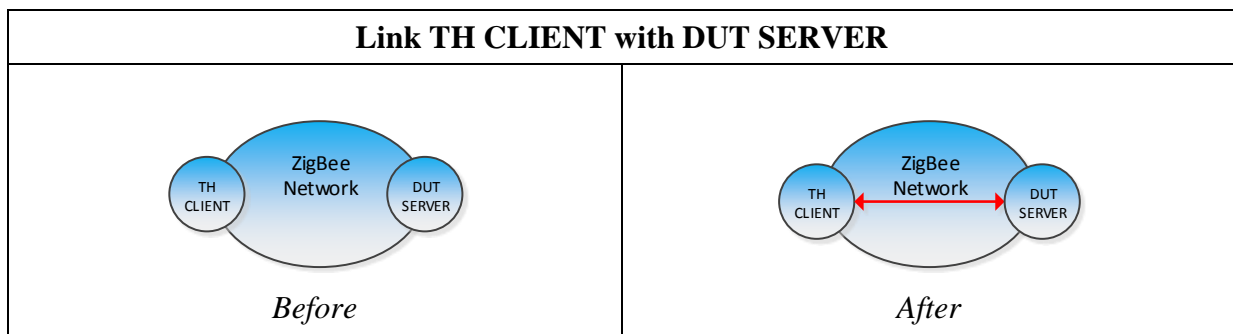 Link TH CLIENT with DUT SERVER
ZigBee
Network
TH
CLIENT
DUT
SERVER
Before
ZigBee
Network
TH
CLIENT
DUT
SERVER
After